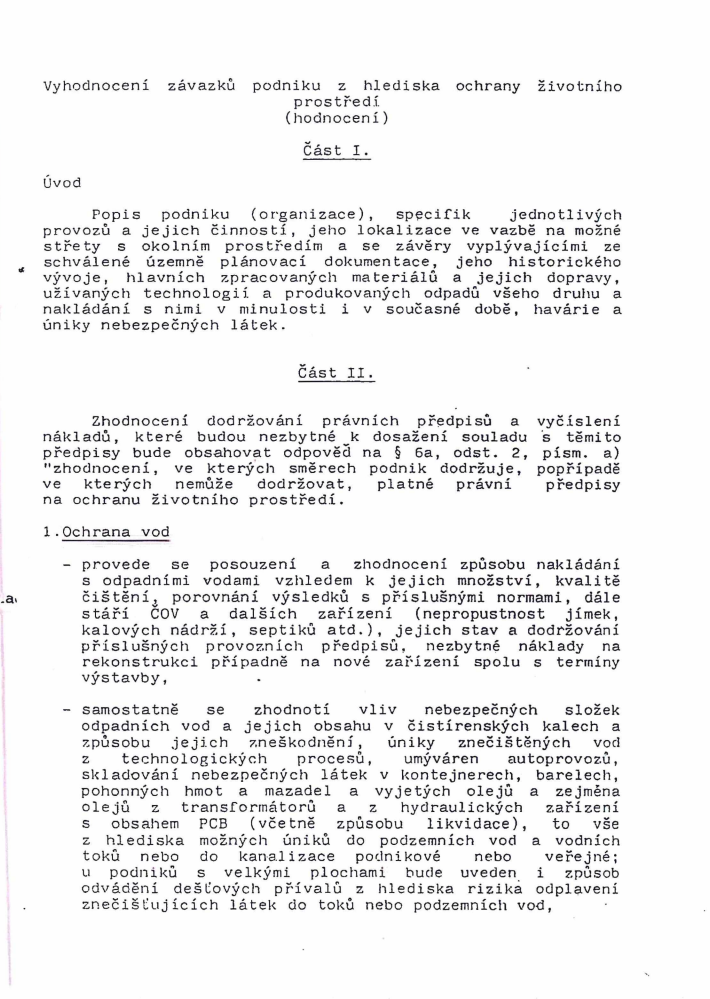 Vyhodnocení závazků podniku z hlediska ochrany životního
prostředí
(hodnocení)
Část I.
Úvod
Popis podniku (organizace), specifik jednotlivých
provozů a jejich činností, jeho lokalizace ve vazbě na možné
střety s okolním prostředím a se závěry vyplývajícími ze
schválené územně plánovací dokumentace, jeho historického
vývoje, hlavních zpracovaných materiálů a jejich dopravy,
užívaných technologií a produkovaných odpadů všeho druhu a
nakládání s nimi v minulosti i v současné době, havárie a
úniky nebezpečných látek.
Část II.
Zhodnocení dodržování právních předpisů a vyčíslení
nákladů, které budou nezbytné k dosažení souladu s těmito
předpisy bude obsahovat odpověď na § 6a, odst. 2, písm. a)
"zhodnocení, ve kterých směrech podnik dodržuje, popřípadě
ve kterých nemůže dodržovat, platné právní předpisy
na ochranu životního prostředí.
1.Ochrana vod
- provede se posouzení a zhodnocení způsobu nakládání
s odpadními vodami vzhledem k jejich množství, kvalitě
čištění, porovnání výsledků s příslušnými normami, dále
stáří ČOV a dalších zařízení (nepropustnost jímek,
kalových nádrží, septiků atd.), jejich stav a dodržování
příslušných provozních předpisů, nezbytné náklady na
rekonstrukci případně na nové zařízení spolu s termíny
výstavby,
- samostatně se zhodnotí vliv nebezpečných složek
odpadních vod a jejich obsahu v čistírenských kalech a
způsobu jejich zneškodnění, úniky znečištěných vod
z technologických procesů, umýváren autoprovozů,
skladování nebezpečných látek v kontejnerech, barelech,
pohonných hmot a mazadel a vyjetých olejů a zejména
olejů z transformátorů a z hydraulických zařízení
s obsahem PCB (včetně způsobu likvidace), to vše
z hlediska možných úniků do podzemních vod a vodních
toků nebo do kanalizace podnikové nebo veřejné;
u podniků s velkými plochami bude uveden i způsob
odvádění dešťových přívalů z hlediska rizika odplavení
znečišťujících látek do toků nebo podzemních vod,